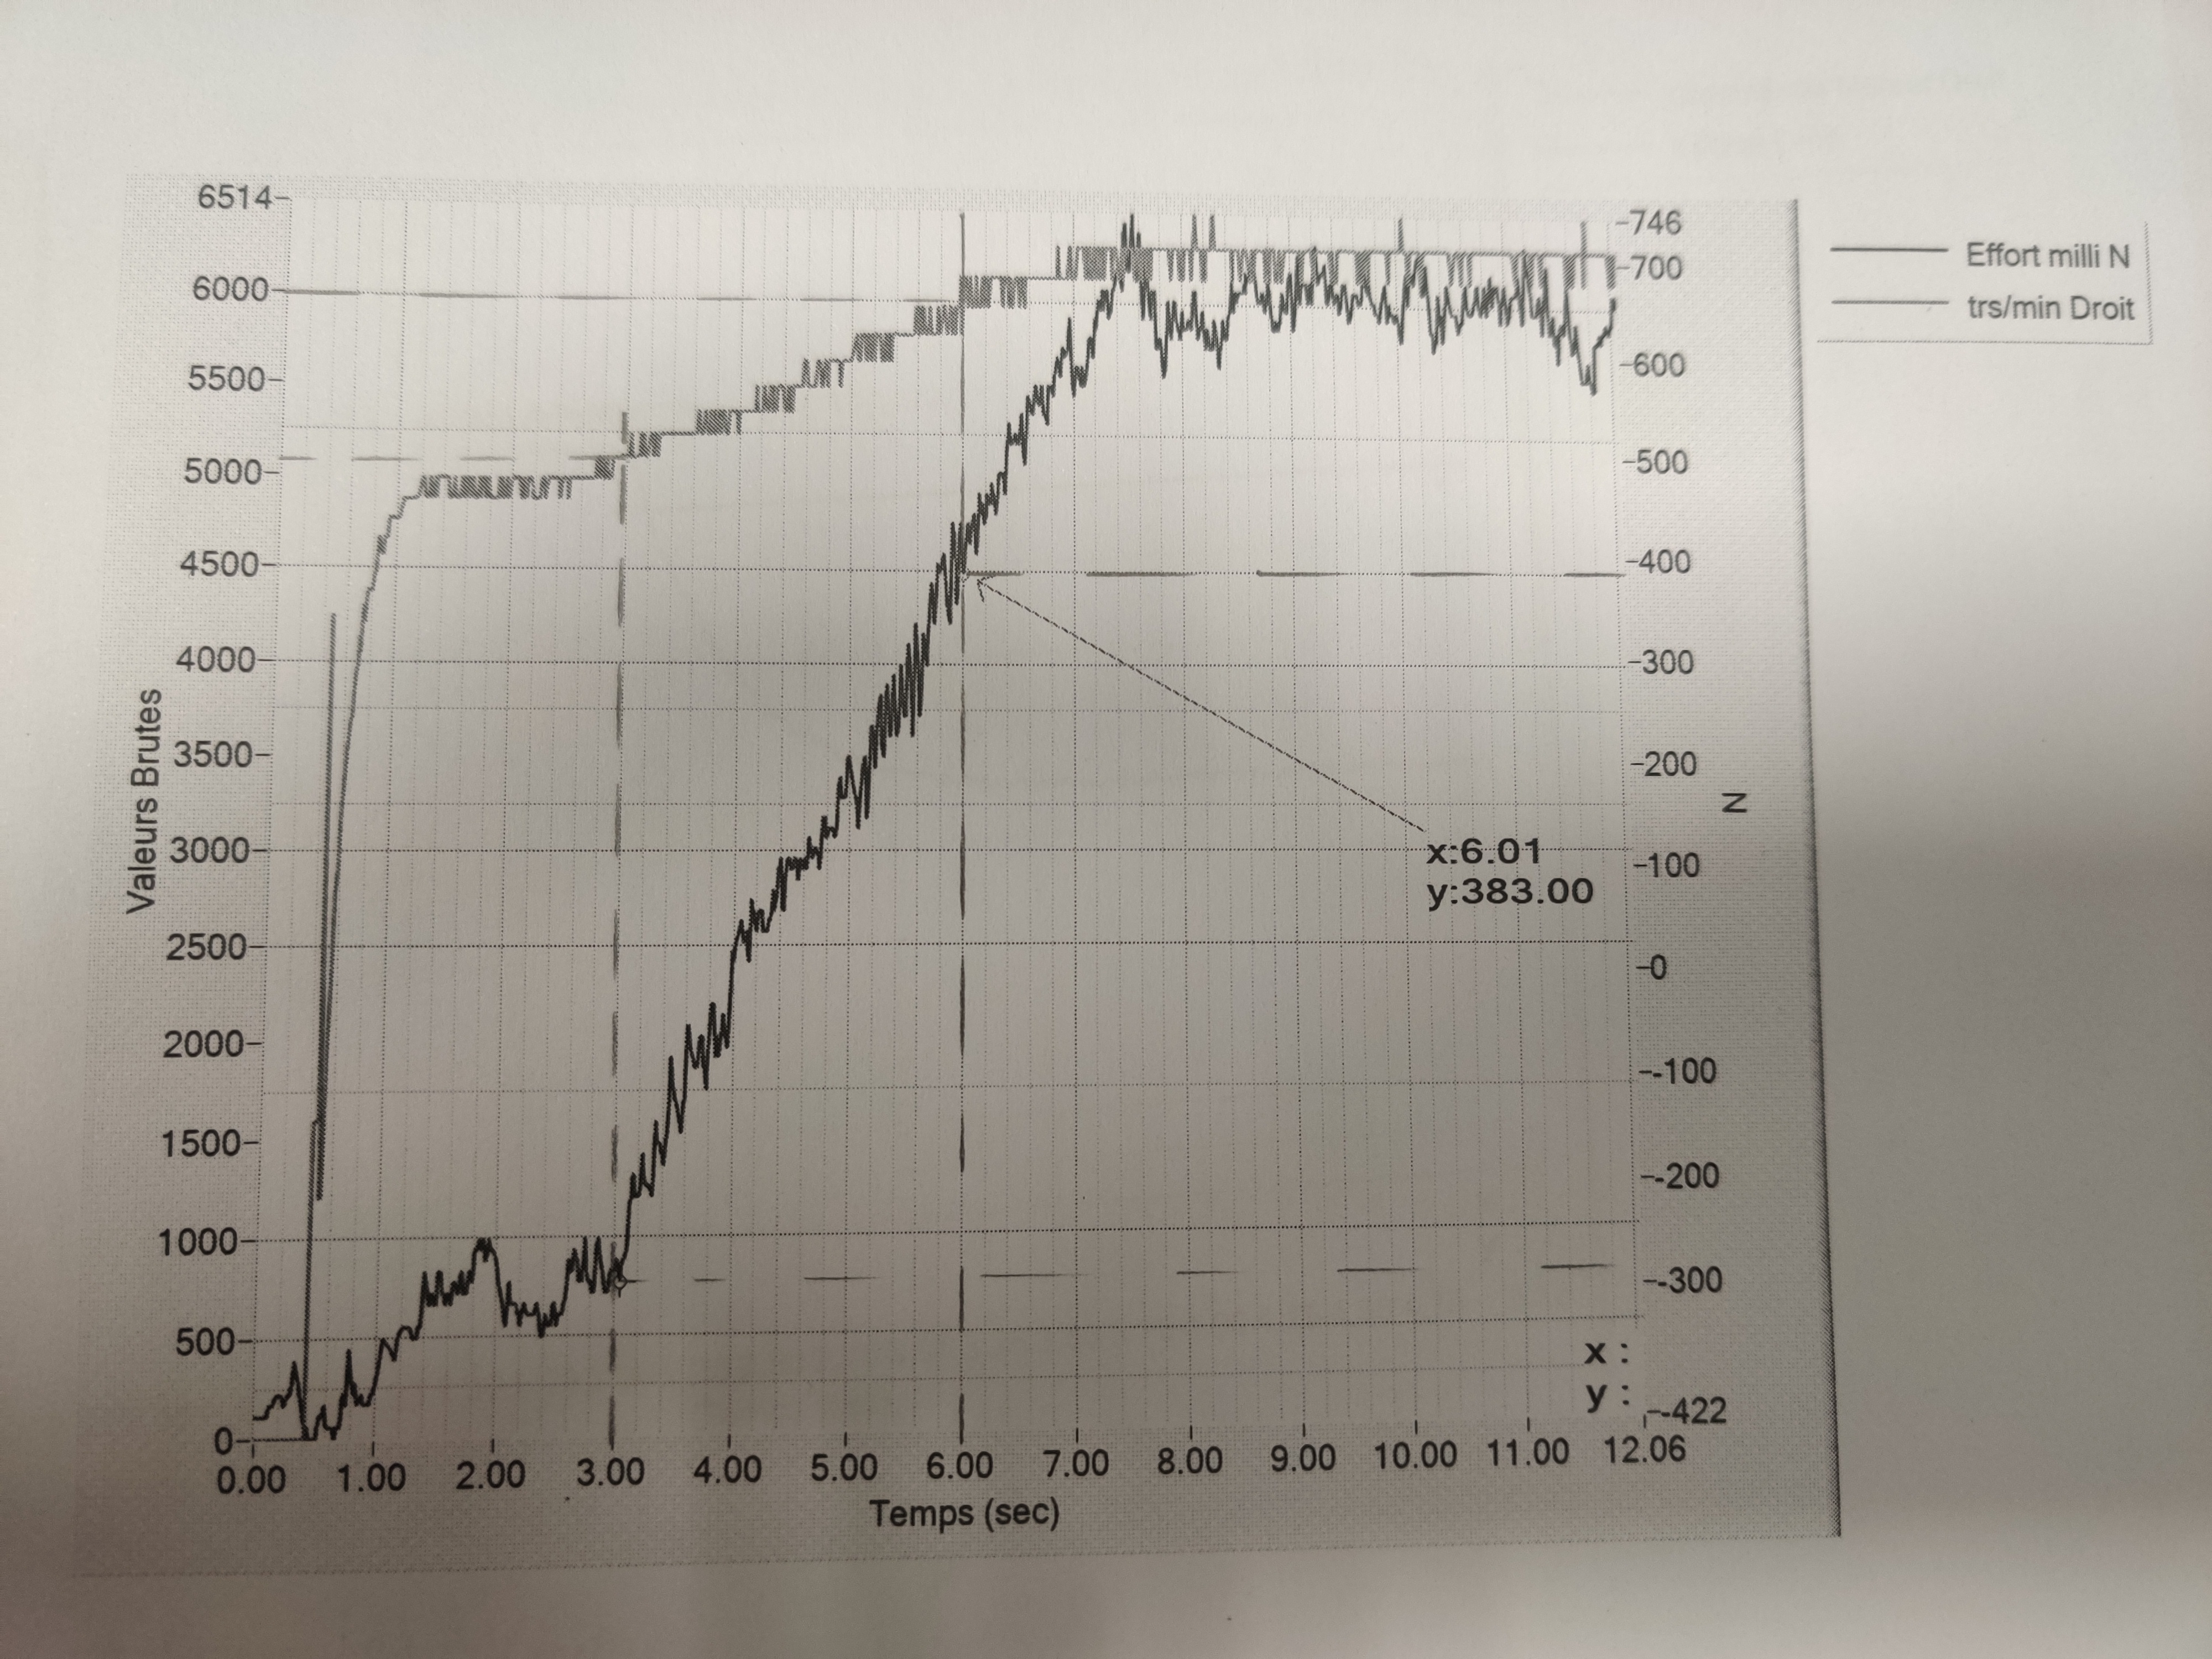 Effort milli N
trs/min Droit
Valeurs Brutes
6514
6000
5500
5000
4500
4000
3500
3000
2500
2000
1500
1000
500
0
746
700
600
500
400
300
200
100
0
-100
-200
-300
-422
N
x:6.01
y:383.00
x :
y :
0.00 1.00 2.00 3.00 4.00 5.00 6.00 7.00 8.00 9.00 10.00 11.00 12.06
Temps (sec)